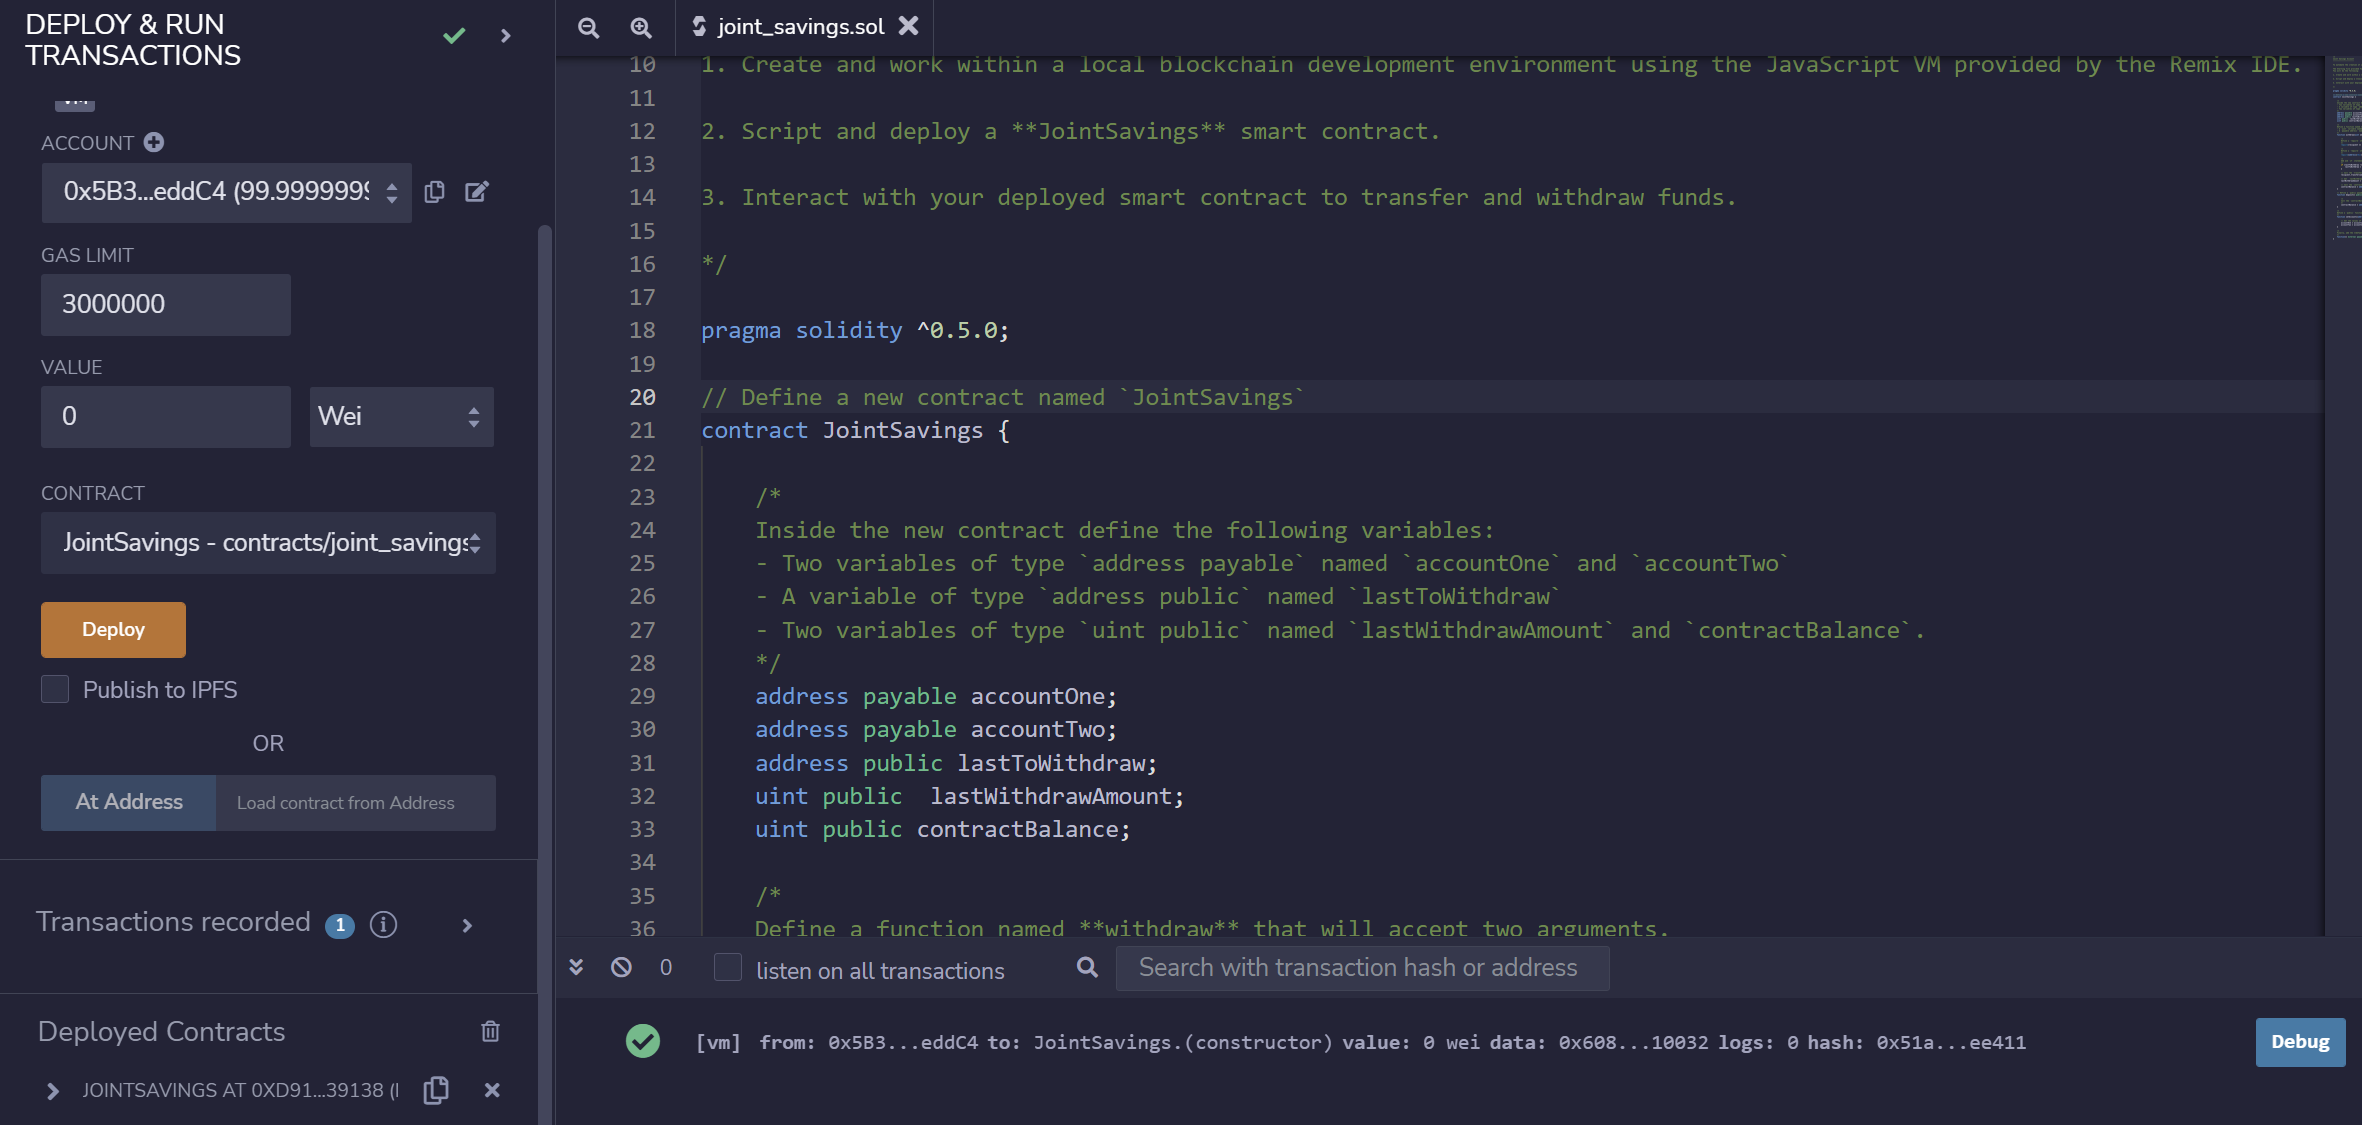 DEPLOY & RUN
TRANSACTIONS
ACCOUNT
0x5B3...eddC4 (99.9999999
GAS LIMIT
3000000
VALUE
0
Wei
CONTRACT
JointSavings - contracts/joint_savings
Deploy
Publish to IPFS
OR
At Address
Load contract from Address
Transactions recorded 1 i
Deployed Contracts
JOINTSAVINGS AT 0XD91...39138 (
joint_savings.sol
10 1. Create and work within a local blockchain development environment using the JavaScript VM provided by the Remix IDE.
11
12 2. Script and deploy a **JointSavings** smart contract.
13
14 3. Interact with your deployed smart contract to transfer and withdraw funds.
15
16 */
17
18 pragma solidity ^0.5.0;
19
20 // Define a new contract named `JointSavings`
21 contract JointSavings {
22
23 /*
24 Inside the new contract define the following variables:
25 - Two variables of type `address payable` named `accountOne` and `accountTwo`
26 - A variable of type `address public` named `lastToWithdraw`
27 - Two variables of type `uint public` named `lastWithdrawAmount` and `contractBalance`.
28 */
29 address payable accountOne;
30 address payable accountTwo;
31 address public lastToWithdraw;
32 uint public  lastWithdrawAmount;
33 uint public contractBalance;
34
35 /*
36 Define a function named **withdraw** that will accept two arguments.
0
listen on all transactions
Search with transaction hash or address
[vm] from: 0x5B3...eddC4 to: JointSavings.(constructor) value: 0 wei data: 0x608...10032 logs: 0 hash: 0x51a...ee411
Debug